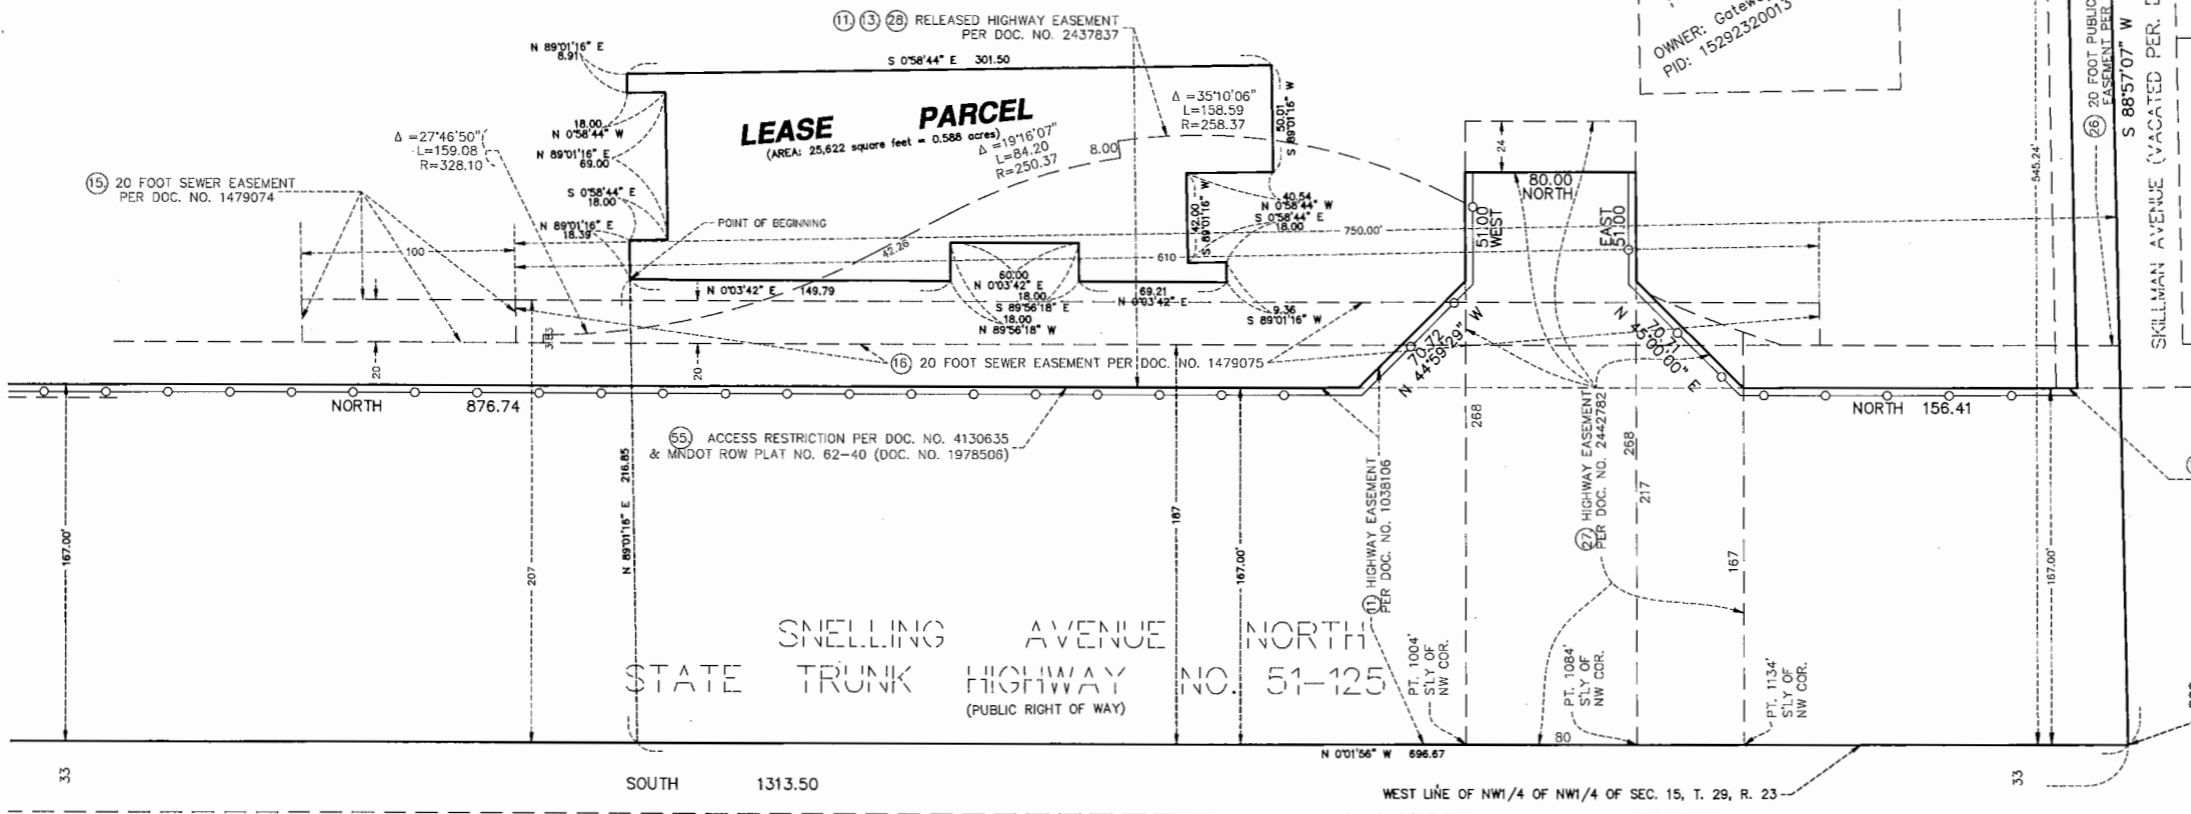 ⑪ ⑬ ㉘ RELEASED HIGHWAY EASEMENT
PER DOC. NO. 2437837
N 89°01'16" E
8.91
S 0°58'44" E 301.50
LEASE PARCEL
(AREA: 25,622 square feet = 0.588 acres)
Δ =27°46'50"
L=159.08
R=328.10
18.00
N 0°58'44" W
N 89°01'16" E
69.00
S 0°58'44" E
18.00
N 89°01'16" E
18.39
Δ =19°16'07"
L=84.20
R=250.37
8.00
Δ =35°10'06"
L=158.59
R=258.37
50.01
S 89°01'16" W
OWNER:
PID: 15292320013
⑮ 20 FOOT SEWER EASEMENT
PER DOC. NO. 1479074
POINT OF BEGINNING
100
42.26
42.00
S 89°01'16" W
40.54
N 0°58'44" W
S 0°58'44" E
18.00
750.00'
610
24
80.00
NORTH
51.00
WEST
EAST
51.00
545.24'
㉖ 20 FOOT PUBLIC
EASEMENT PER
S 88°57'07" W
SKILLMAN AVENUE (VACATED PER.
N 0°03'42" E 149.79
60.00
N 0°03'42" E
18.00
S 89°56'18" E
18.00
N 89°56'18" W
69.21
N 0°03'42" E
9.36
S 89°01'16" W
20
20
⑯ 20 FOOT SEWER EASEMENT PER DOC. NO. 1479075
70.72
N 44°59'29" W
70.71
N 45°00'00" E
NORTH 876.74
NORTH 156.41
㊺ ACCESS RESTRICTION PER DOC. NO. 4130635
& MNDOT ROW PLAT NO. 62-40 (DOC. NO. 1978506)
167.00'
207
N 89°01'16" E 216.85
187
167.00'
⑪ HIGHWAY EASEMENT
PER DOC. NO. 1038106
268
㉗ HIGHWAY EASEMENT
PER DOC. NO. 2442782
268
217
167
167.00'
SNELLING AVENUE NORTH
STATE TRUNK HIGHWAY NO. 51-125
(PUBLIC RIGHT OF WAY)
PT. 1004'
S'LY OF
NW COR.
PT. 1084'
S'LY OF
NW COR.
PT. 1134'
S'LY OF
NW COR.
80
N 0°01'56" W 696.67
33
SOUTH 1313.50
33
WEST LINE OF NW1/4 OF NW1/4 OF SEC. 15, T. 29, R. 23